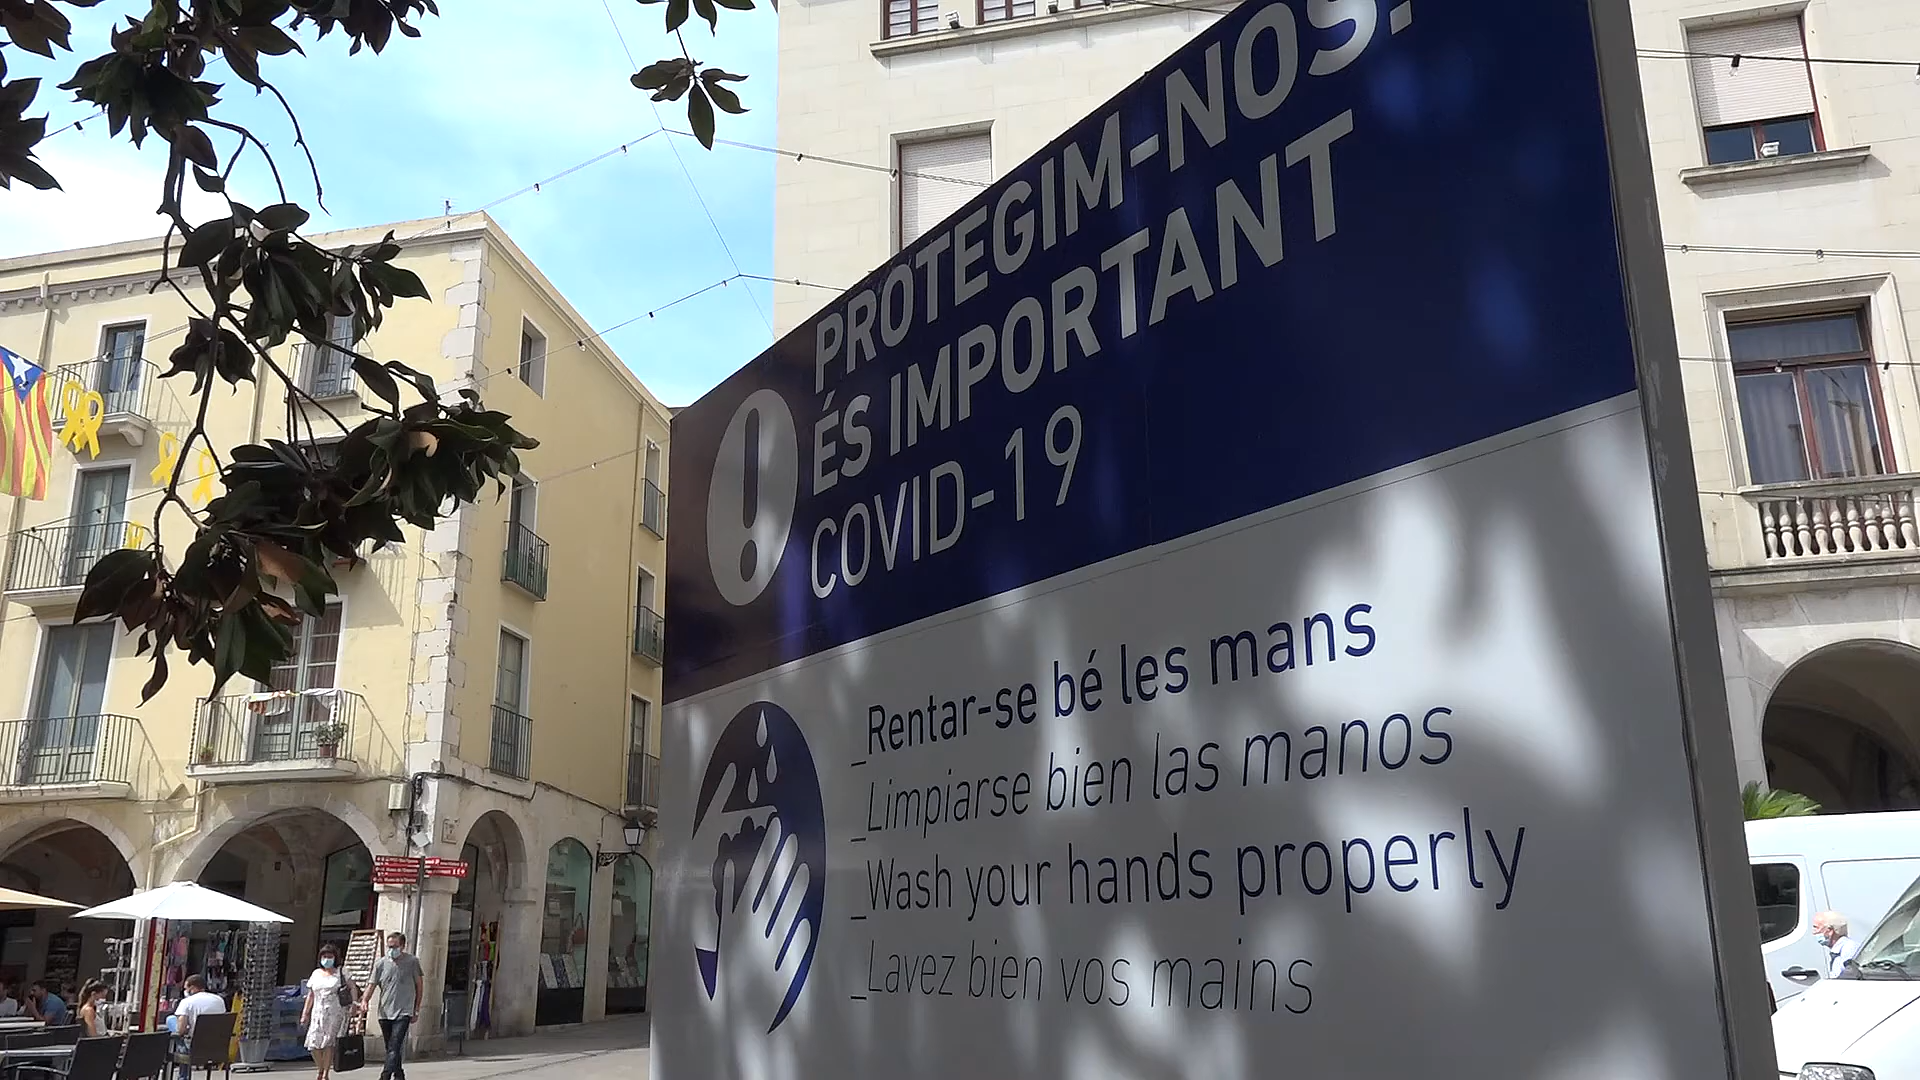 PROTEGIM-NOS.
ÉS IMPORTANT
COVID-19
_Rentar-se bé les mans
_Limpiarse bien las manos
_Wash your hands properly
_Lavez bien vos mains